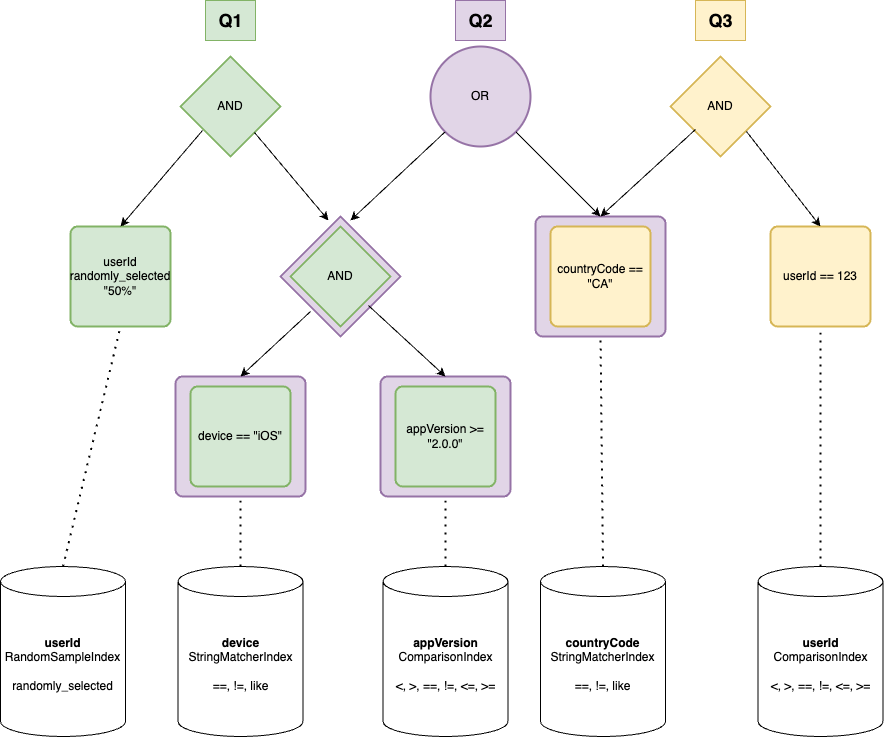 Q1
Q2
Q3
AND
OR
AND
userId
randomly_selected
"50%"
AND
countryCode ==
"CA"
userId == 123
device == "iOS"
appVersion >=
"2.0.0"
userId
RandomSampleIndex
randomly_selected
device
StringMatcherIndex
==, !=, like
appVersion
ComparisonIndex
<, >, ==, !=, <=, >=
countryCode
StringMatcherIndex
==, !=, like
userId
ComparisonIndex
<, >, ==, !=, <=, >=